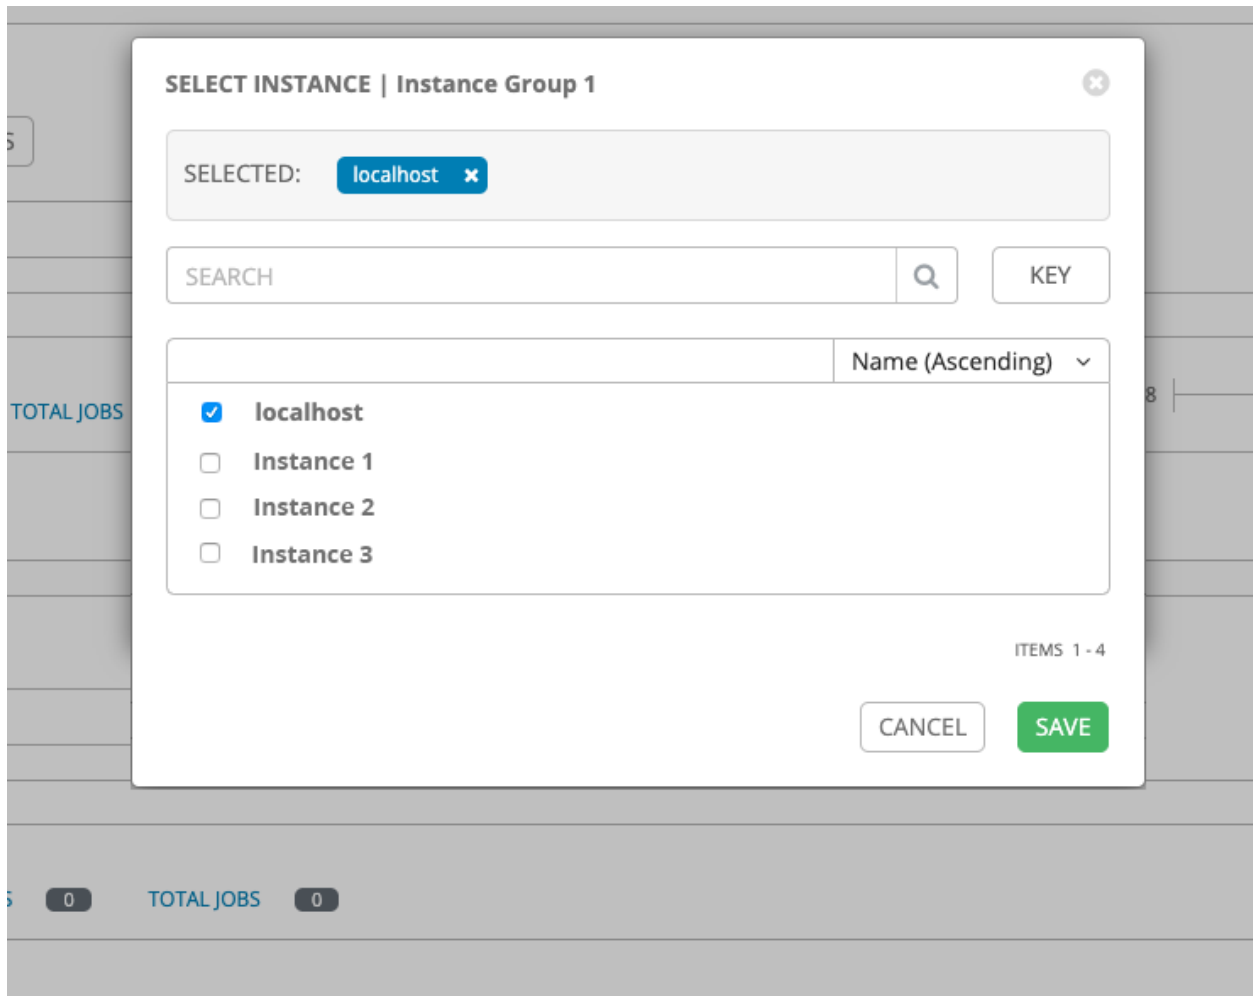 SELECT INSTANCE | Instance Group 1
S
SELECTED: localhost
SEARCH
KEY
Name (Ascending)
TOTAL JOBS
8
localhost
Instance 1
Instance 2
Instance 3
ITEMS 1 - 4
CANCEL
SAVE
S 0 TOTAL JOBS 0